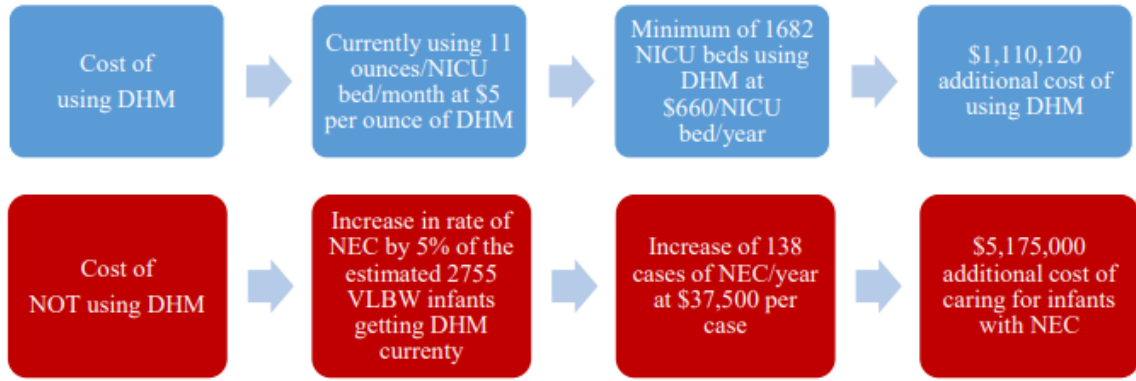 Cost of
using DHM
Currently using 11
ounces/NICU
bed/month at $5
per ounce of DHM
Minimum of 1682
NICU beds using
DHM at
$660/NICU
bed/year
$1,110,120
additional cost of
using DHM
Cost of
NOT using DHM
Increase in rate of
NEC by 5% of the
estimated 2755
VLBW infants
getting DHM
currenty
Increase of 138
cases of NEC/year
at $37,500 per
case
$5,175,000
additional cost of
caring for infants
with NEC